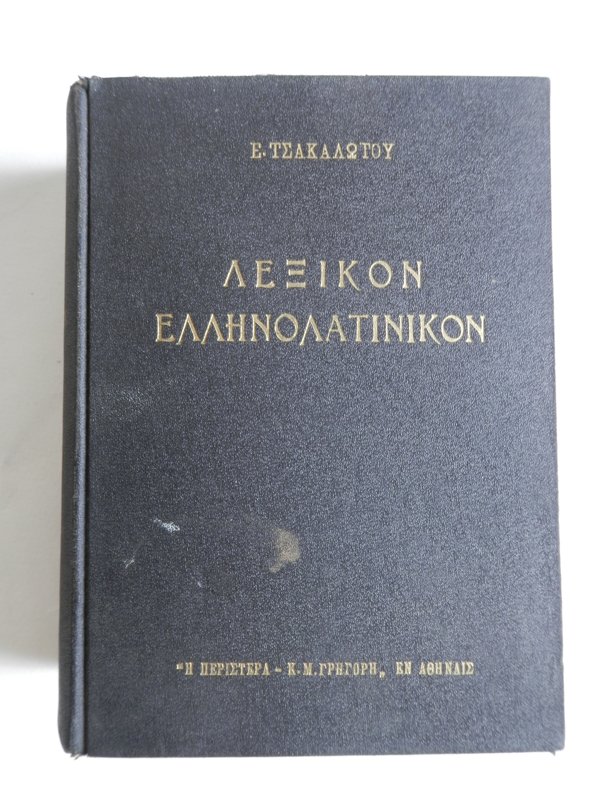 Ε. ΤΣΑΚΑΛΩΤΟΥ
ΛΕΞΙΚΟΝ
ΕΛΛΗΝΟΛΑΤΙΝΙΚΟΝ
"Η ΠΕΡΙΣΤΕΡΑ - Κ.Μ.ΓΡΗΓΟΡΗ„ ΕΝ ΑΘΗΝΑΙΣ